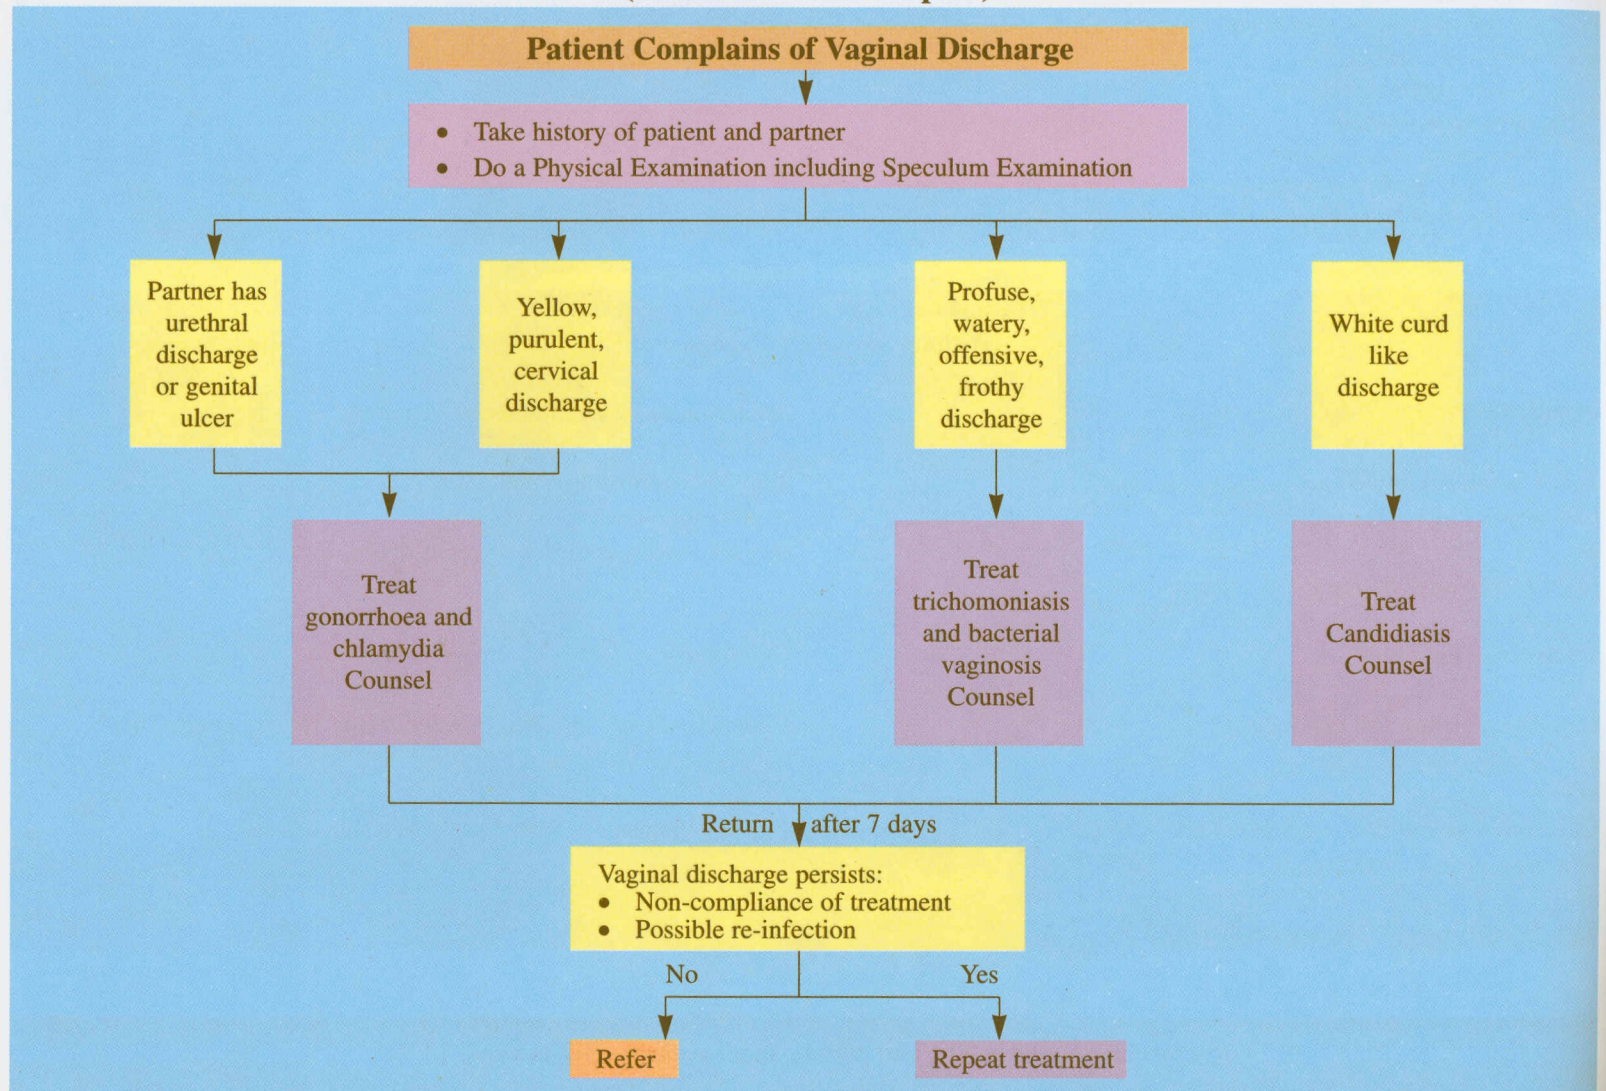 Patient Complains of Vaginal Discharge
• Take history of patient and partner
• Do a Physical Examination including Speculum Examination
Partner has
urethral
discharge
or genital
ulcer
Yellow,
purulent,
cervical
discharge
Profuse,
watery,
offensive,
frothy
discharge
White curd
like
discharge
Treat
gonorrhoea and
chlamydia
Counsel
Treat
trichomoniasis
and bacterial
vaginosis
Counsel
Treat
Candidiasis
Counsel
Return after 7 days
Vaginal discharge persists:
• Non-compliance of treatment
• Possible re-infection
No
Yes
Refer
Repeat treatment